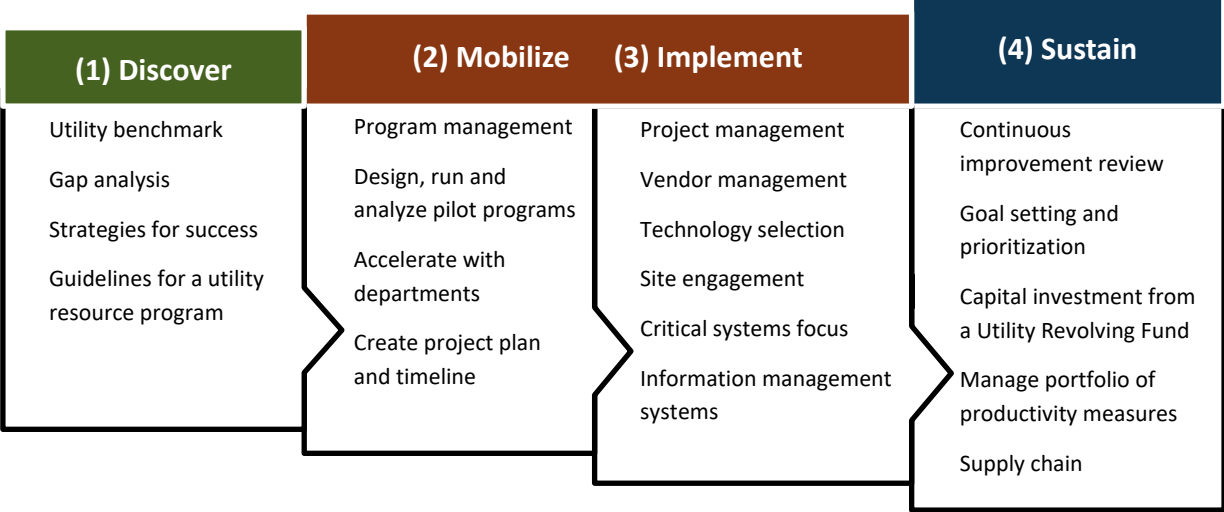 (1) Discover
Utility benchmark
Gap analysis
Strategies for success
Guidelines for a utility
resource program
(2) Mobilize
Program management
Design, run and
analyze pilot programs
Accelerate with
departments
Create project plan
and timeline
(3) Implement
Project management
Vendor management
Technology selection
Site engagement
Critical systems focus
Information management
systems
(4) Sustain
Continuous
improvement review
Goal setting and
prioritization
Capital investment from
a Utility Revolving Fund
Manage portfolio of
productivity measures
Supply chain